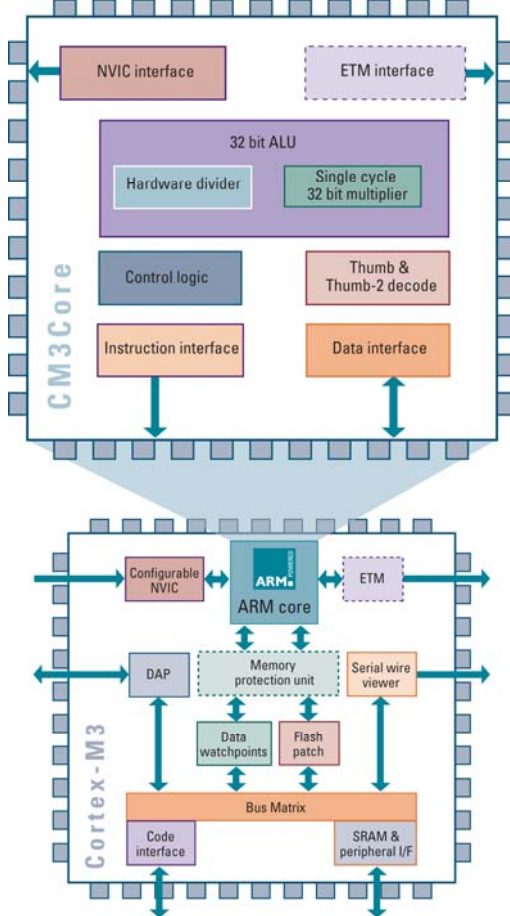 NVIC interface
ETM interface
32 bit ALU
Hardware divider
Single cycle
32 bit multiplier
Control logic
Thumb &
Thumb-2 decode
Instruction interface
Data interface
CM3Core
Configurable
NVIC
ARM
POWERED
ARM core
ETM
DAP
Memory
protection unit
Serial wire
viewer
Data
watchpoints
Flash
patch
Bus Matrix
Code
interface
SRAM &
peripheral I/F
Cortex-M3